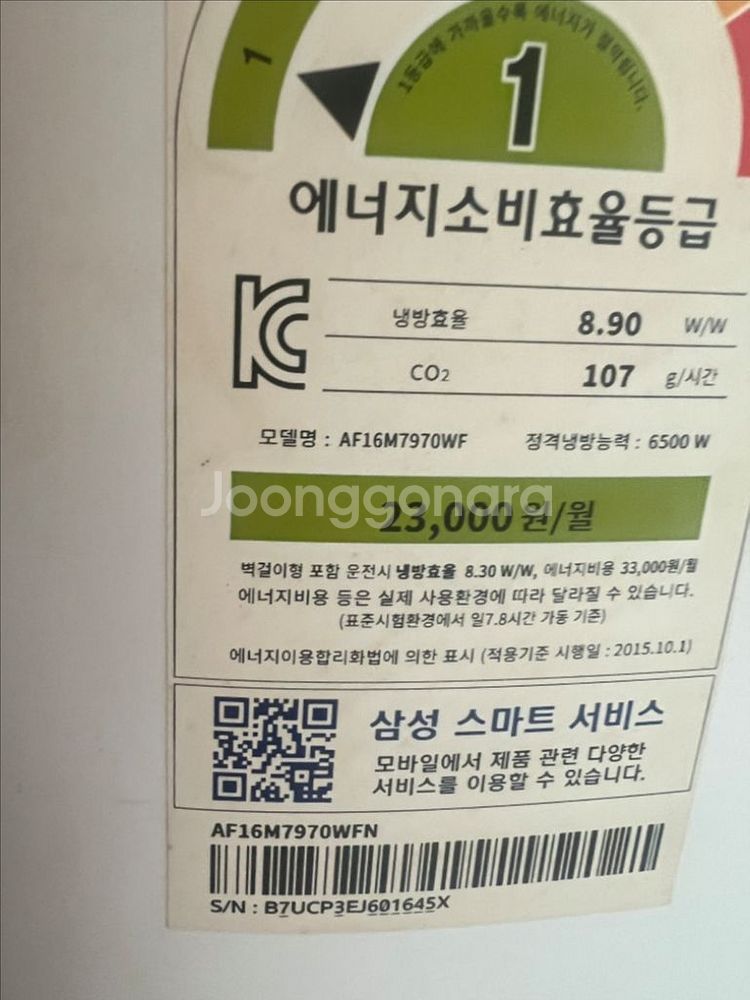 1
1등급에 가까울수록 에너지가 절약됩니다.
1
에너지소비효율등급
냉방효율 8.90 W/W
CO2 107 g/시간
모델명 : AF16M7970WF 정격냉방능력 : 6500 W
Joonggonara
23,000 원/월
벽걸이형 포함 운전시 냉방효율 8.30 W/W, 에너지비용 33,000원/월
에너지비용 등은 실제 사용환경에 따라 달라질 수 있습니다.
(표준시험환경에서 일7.8시간 가동 기준)
에너지이용합리화법에 의한 표시 (적용기준 시행일 : 2015.10.1)
삼성 스마트 서비스
모바일에서 제품 관련 다양한
서비스를 이용할 수 있습니다.
AF16M7970WFN
S/N : B7UCP3EJ601645X